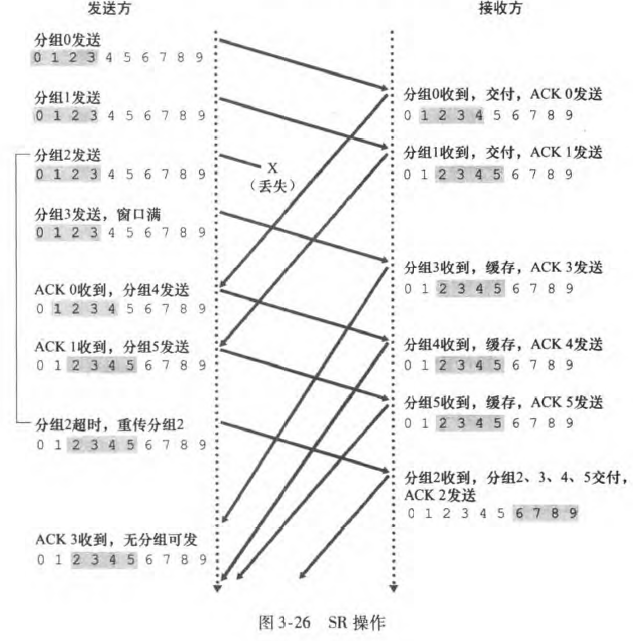 发送方
接收方
分组0发送
0 1 2 3 4 5 6 7 8 9
分组0收到,交付,ACK 0发送
0 1 2 3 4 5 6 7 8 9
分组1发送
0 1 2 3 4 5 6 7 8 9
分组1收到,交付,ACK 1发送
0 1 2 3 4 5 6 7 8 9
分组2发送
0 1 2 3 4 5 6 7 8 9
X
(丢失)
分组3发送,窗口满
0 1 2 3 4 5 6 7 8 9
分组3收到,缓存,ACK 3发送
0 1 2 3 4 5 6 7 8 9
ACK 0收到,分组4发送
0 1 2 3 4 5 6 7 8 9
分组4收到,缓存,ACK 4发送
0 1 2 3 4 5 6 7 8 9
ACK 1收到,分组5发送
0 1 2 3 4 5 6 7 8 9
分组5收到,缓存,ACK 5发送
0 1 2 3 4 5 6 7 8 9
分组2超时,重传分组2
0 1 2 3 4 5 6 7 8 9
分组2收到,分组2、3、4、5交付,
ACK 2发送
0 1 2 3 4 5 6 7 8 9
ACK 3收到,无分组可发
0 1 2 3 4 5 6 7 8 9
图 3-26 SR 操作